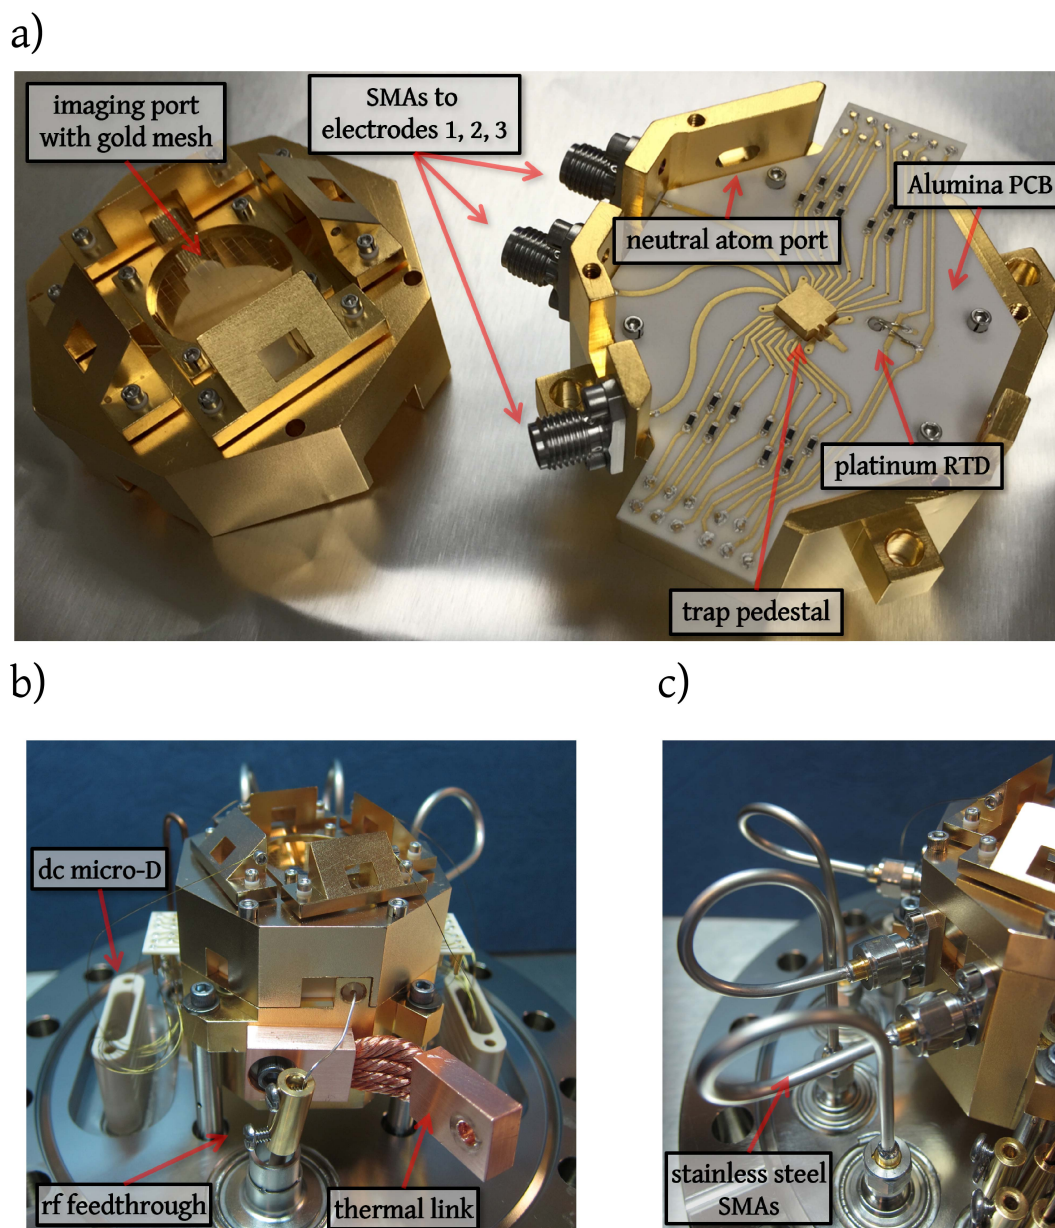 a)
imaging port
with gold mesh
SMAs to
electrodes 1, 2, 3
Alumina PCB
neutral atom port
platinum RTD
trap pedestal
b)
c)
dc micro-D
rf feedthrough
thermal link
stainless steel
SMAs